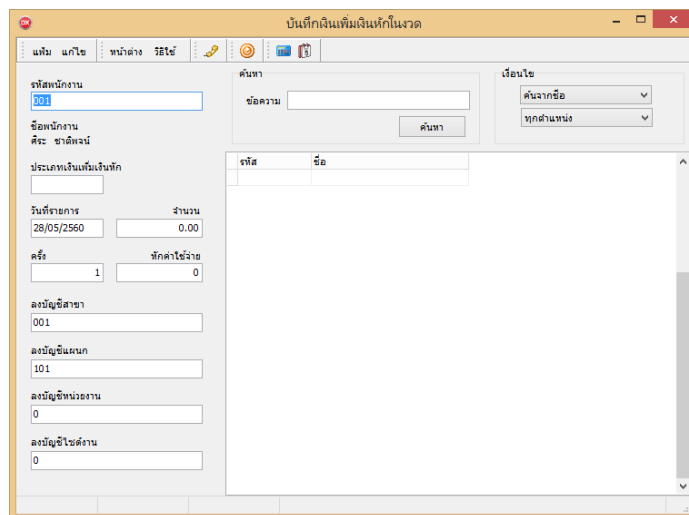 บันทึกเงินเพิ่มเงินหักในงวด
แฟ้ม แก้ไข หน้าต่าง วิธีใช้
รหัสพนักงาน
001
ชื่อพนักงาน
ศิระ ชาติพจน์
ประเภทเงินเพิ่มเงินหัก
วันที่รายการ จำนวน
28/05/2560 0.00
ครั้ง หักค่าใช้จ่าย
1 0
ลงบัญชีสาขา
001
ลงบัญชีแผนก
101
ลงบัญชีหน่วยงาน
0
ลงบัญชีไซด์งาน
0
ค้นหา
ข้อความ
ค้นหา
เงื่อนไข
ค้นจากชื่อ
ทุกตำแหน่ง
รหัส ชื่อ